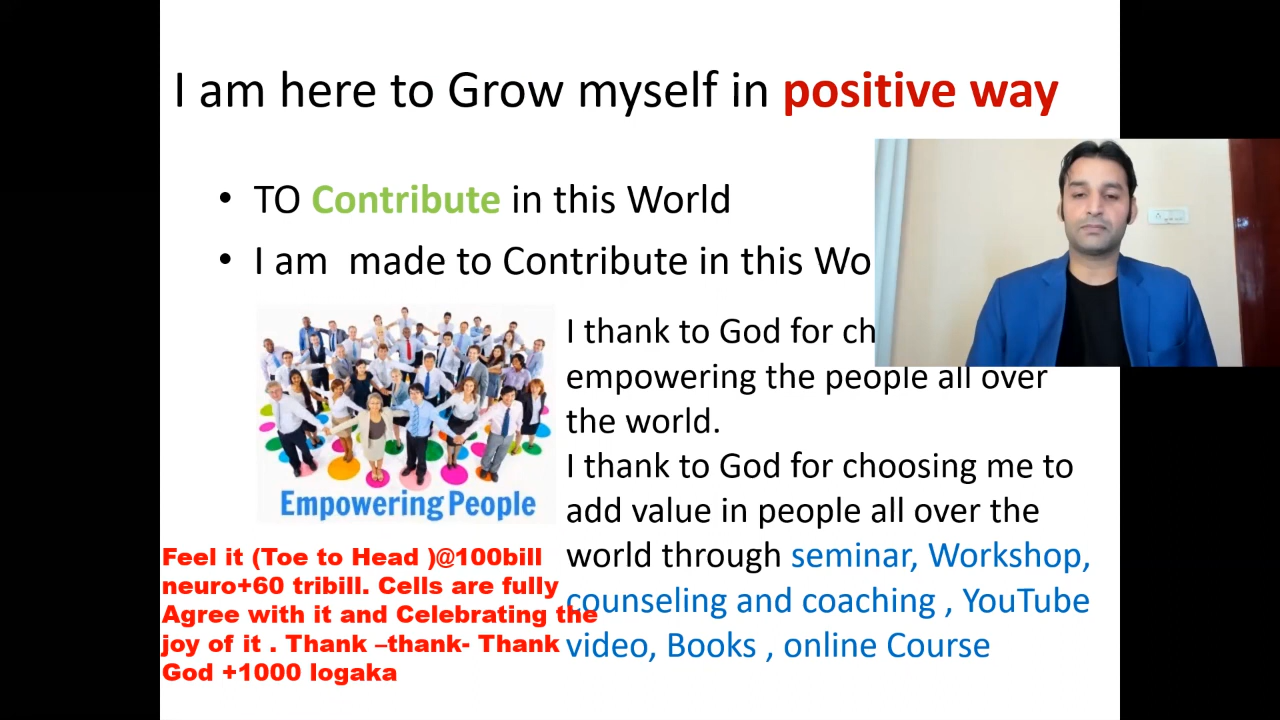 I am here to Grow myself in positive way
• TO Contribute in this World
• I am made to Contribute in this Wo
I thank to God for ch
empowering the people all over
the world.
I thank to God for choosing me to
add value in people all over the
world through seminar, Workshop,
counseling and coaching , YouTube
video, Books , online Course
Empowering People
Feel it (Toe to Head )@100bill
neuro+60 tribill. Cells are fully
Agree with it and Celebrating the
joy of it . Thank –thank- Thank
God +1000 logaka